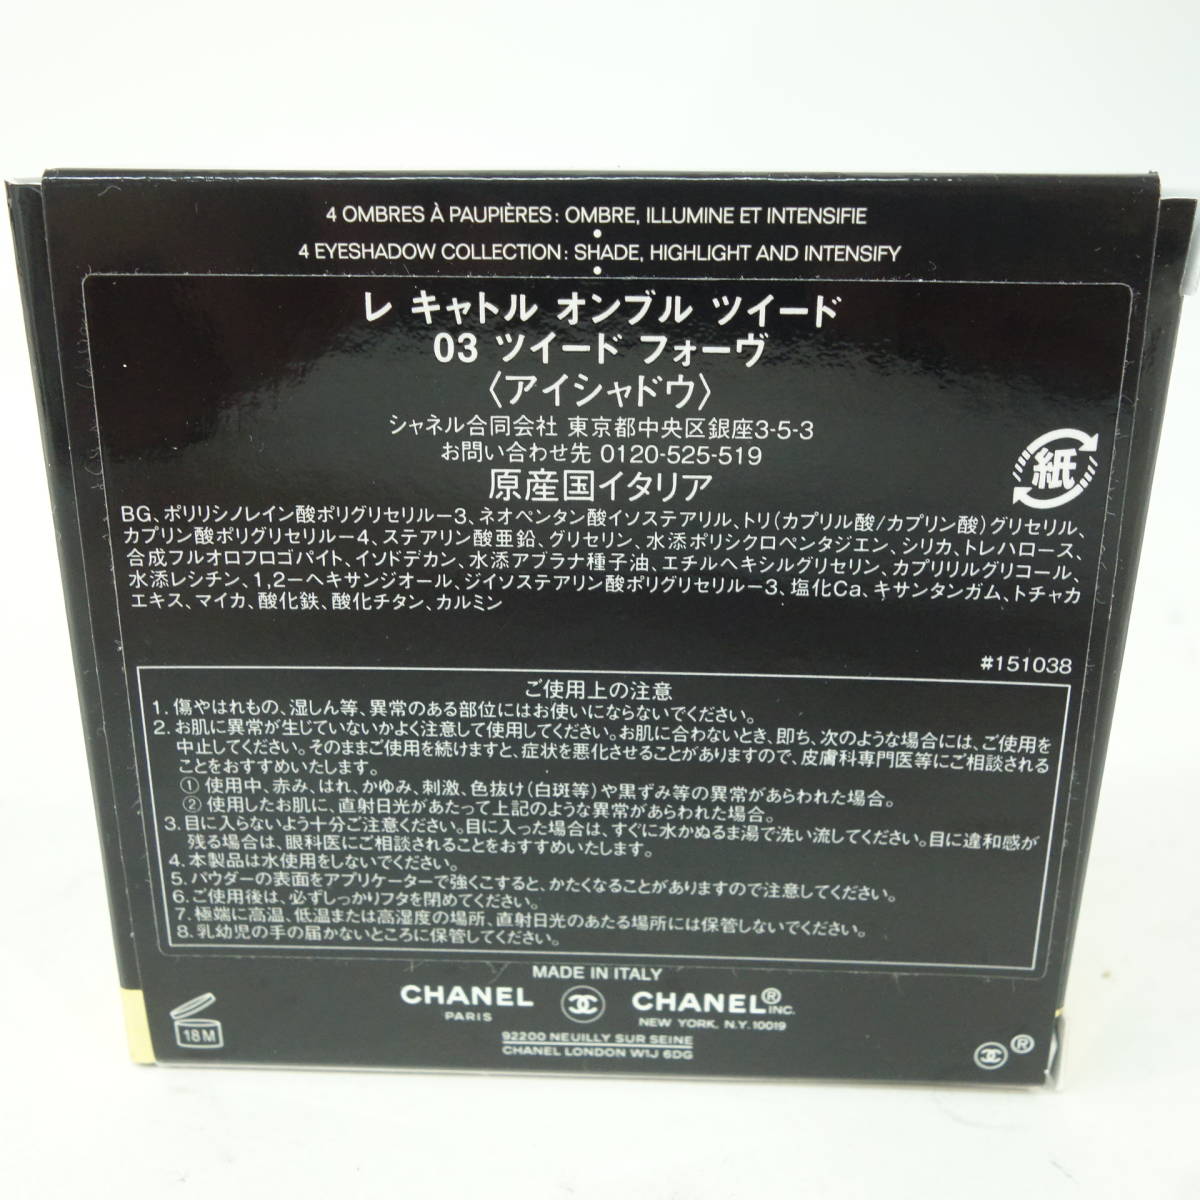 4 OMBRES À PAUPIÈRES: OMBRE, ILLUMINE ET INTENSIFIE
4 EYESHADOW COLLECTION: SHADE, HIGHLIGHT AND INTENSIFY
レ キャトル オンブル ツイード
03 ツイード フォーヴ
〈アイシャドウ〉
シャネル合同会社 東京都中央区銀座3-5-3
お問い合わせ先 0120-525-519
原産国イタリア
紙
BG、ポリリシノレイン酸ポリグリセリルー3、ネオペンタン酸イソステアリル、トリ(カプリル酸/カプリン酸)グリセリル、
カプリン酸ポリグリセリルー4、ステアリン酸亜鉛、グリセリン、水添ポリシクロペンタジエン、シリカ、トレハロース、
合成フルオロフロゴパイト、イソドデカン、水添アブラナ種子油、エチルヘキシルグリセリン、カプリリルグリコール、
水添レシチン、1,2ーヘキサンジオール、ジイソステアリン酸ポリグリセリルー3、塩化Ca、キサンタンガム、トチャカ
エキス、マイカ、酸化鉄、酸化チタン、カルミン
#151038
ご使用上の注意
1. 傷やはれもの、湿しん等、異常のある部位にはお使いにならないでください。
2. お肌に異常が生じていないかよく注意して使用してください。お肌に合わないとき、即ち、次のような場合には、ご使用を
中止してください。そのままご使用を続けますと、症状を悪化させることがありますので、皮膚科専門医等にご相談される
ことをおすすめいたします。
① 使用中、赤み、はれ、かゆみ、刺激、色抜け(白斑等)や黒ずみ等の異常があらわれた場合。
② 使用したお肌に、直射日光があたって上記のような異常があらわれた場合。
3. 目に入らないよう十分ご注意ください。目に入った場合は、すぐに水かぬるま湯で洗い流してください。目に違和感が
残る場合は、眼科医にご相談されることをおすすめいたします。
4. 本製品は水使用をしないでください。
5. パウダーの表面をアプリケーターで強くこすると、かたくなることがありますので注意してください。
6. ご使用後は、必ずしっかりフタを閉めてください。
7. 極端に高温、低温または高湿度の場所、直射日光のあたる場所には保管しないでください。
8. 乳幼児の手の届かないところに保管してください。
MADE IN ITALY
CHANEL CHANEL® INC.
PARIS NEW YORK, N.Y. 10019
92200 NEUILLY SUR SEINE
CHANEL LONDON W1J 6DG
18M
®